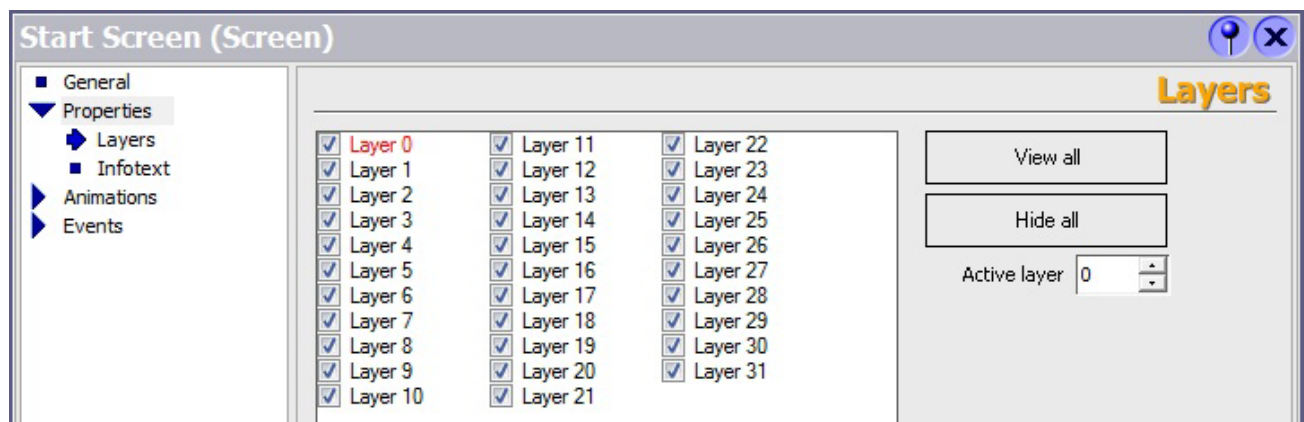 Start Screen (Screen)
General
Properties
Layers
Infotext
Animations
Events
Layers
Layer 0 Layer 11 Layer 22
Layer 1 Layer 12 Layer 23
Layer 2 Layer 13 Layer 24
Layer 3 Layer 14 Layer 25
Layer 4 Layer 15 Layer 26
Layer 5 Layer 16 Layer 27
Layer 6 Layer 17 Layer 28
Layer 7 Layer 18 Layer 29
Layer 8 Layer 19 Layer 30
Layer 9 Layer 20 Layer 31
Layer 10 Layer 21
View all
Hide all
Active layer 0